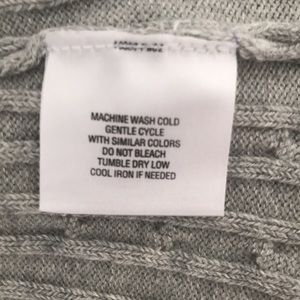 MACHINE WASH COLD
GENTLE CYCLE
WITH SIMILAR COLORS
DO NOT BLEACH
TUMBLE DRY LOW
COOL IRON IF NEEDED